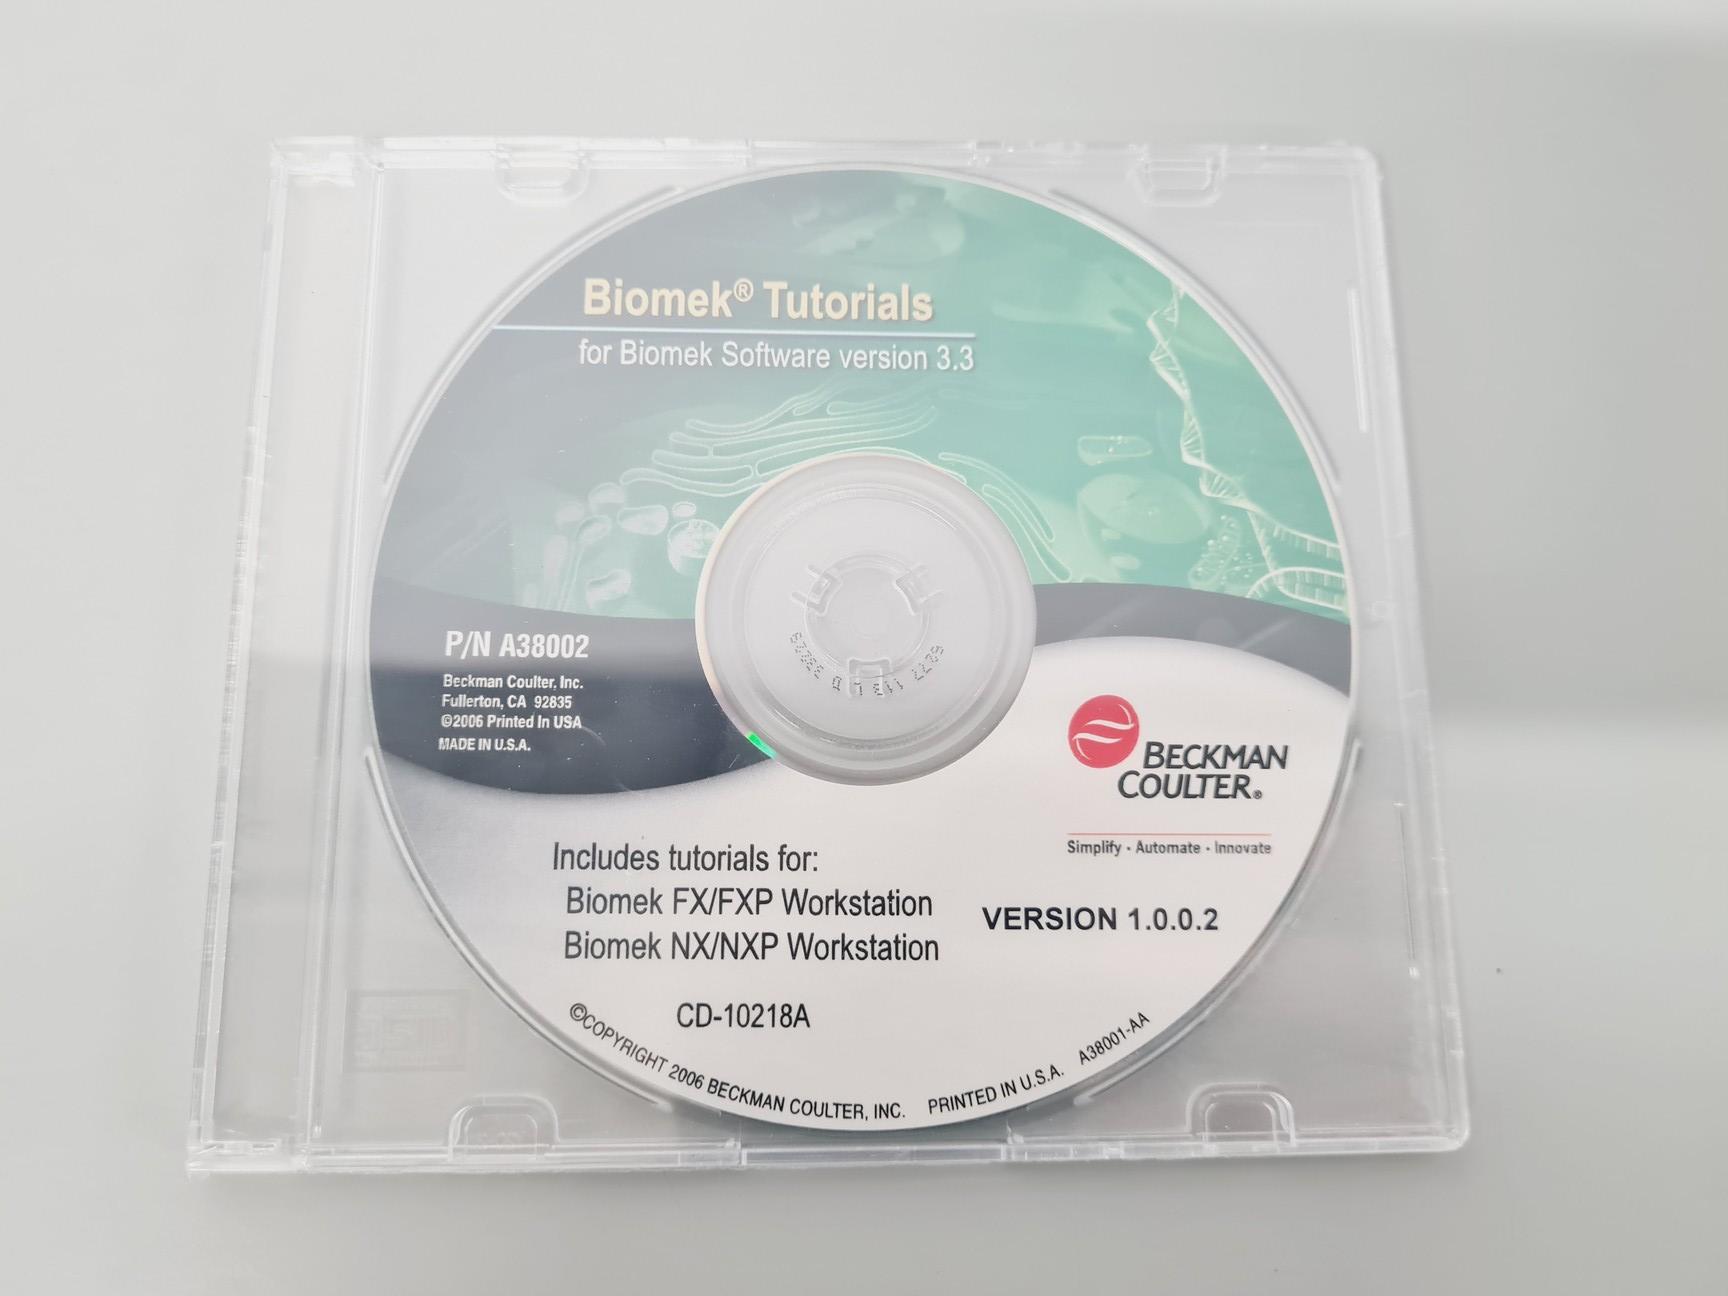 Biomek® Tutorials
for Biomek Software version 3.3
P/N A38002
Beckman Coulter, Inc.
Fullerton, CA 92835
©2006 Printed In USA
MADE IN U.S.A.
BECKMAN
COULTER®
Simplify · Automate · Innovate
Includes tutorials for:
Biomek FX/FXP Workstation
Biomek NX/NXP Workstation
VERSION 1.0.0.2
CD-10218A
©COPYRIGHT 2006 BECKMAN COULTER, INC. PRINTED IN U.S.A. A38001-AA